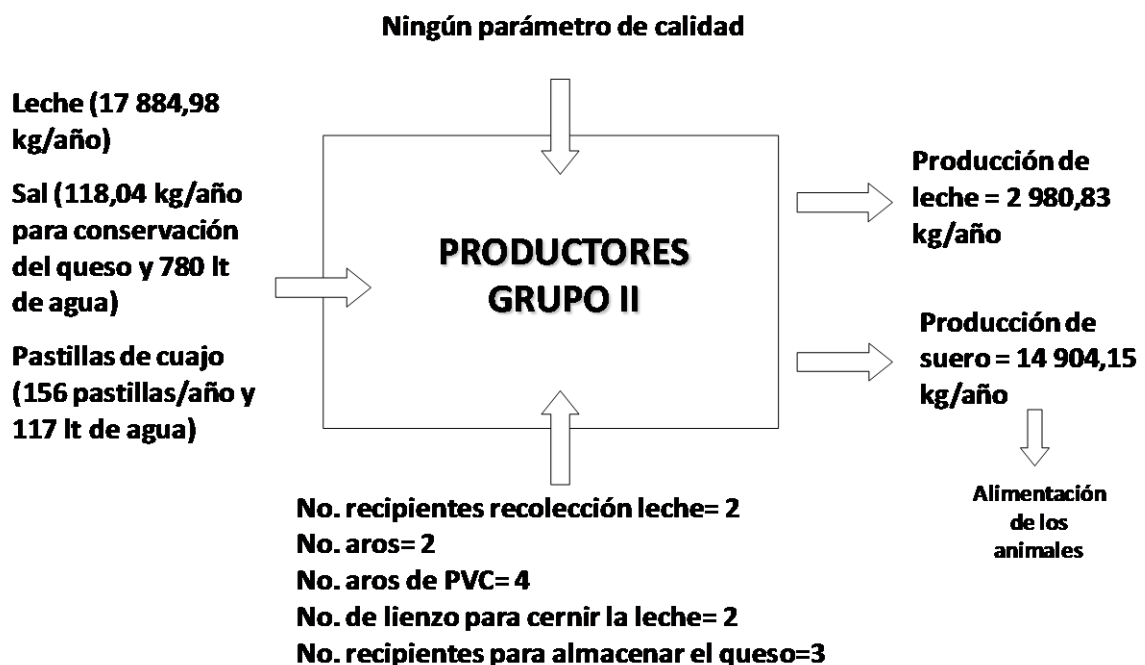 Ningún parámetro de calidad
Leche (17 884,98
kg/año)
Sal (118,04 kg/año
para conservación
del queso y 780 lt
de agua)
Pastillas de cuajo
(156 pastillas/año y
117 lt de agua)
PRODUCTORES
GRUPO II
Producción de
leche = 2 980,83
kg/año
Producción de
suero = 14 904,15
kg/año
Alimentación
de los
animales
No. recipientes recolección leche= 2
No. aros= 2
No. aros de PVC= 4
No. de lienzo para cernir la leche= 2
No. recipientes para almacenar el queso=3